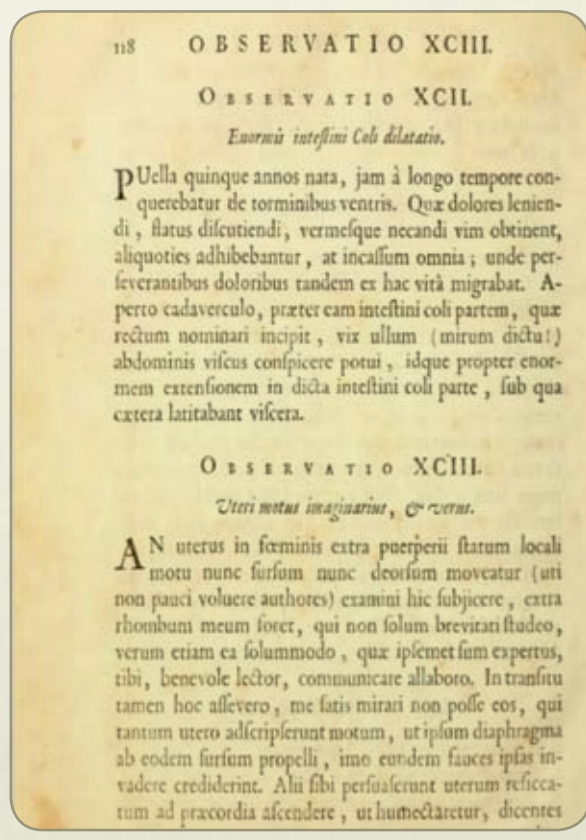 118 OBSERVATIO XCIII.
OBSERVATIO XCII.
Enormis inteſtini Coli dilatatio.
PUella quinque annos nata, jam à longo tempore con-
querebatur de torminibus ventris. Quæ dolores lenien-
di, flatus diſcutiendi, vermeſque necandi vim obtinent,
aliquoties adhibebantur, at incaſſum omnia; unde per-
ſeverantibus doloribus tandem ex hac vitâ migrabat. A-
perto cadaverculo, præter eam inteſtini coli partem, quæ
rectum nominari incipit, vix ullum (mirum dictu!)
abdominis viſcus conſpicere potui, idque propter enor-
mem extenſionem in dicta inteſtini coli parte, ſub qua
cætera latitabant viſcera.
OBSERVATIO XCIII.
Uteri motus imaginarius, & verus.
AN uterus in fœminis extra puerperii ſtatum locali
motu nunc ſurſum nunc deorſum moveatur (uti
non pauci voluere authores) examini hic ſubjicere, extra
rhombum meum foret, qui non ſolum brevitati ſtudeo,
verum etiam ea ſolummodo, quæ ipſemet ſum expertus,
tibi, benevole lector, communicare allaboro. In tranſitu
tamen hoc aſſevero, me ſatis mirari non poſſe eos, qui
tantum utero adſcripſerunt motum, ut ipſum diaphragma
ab eodem ſurſum propelli, imo eundem fauces ipſas in-
vadere crediderint. Alii ſibi perſuaſerunt uterum reſicca-
tum ad præcordia aſcendere, ut humectaretur, dicentes